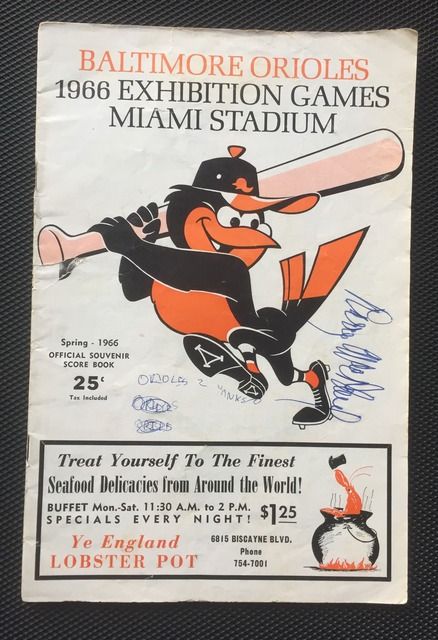 BALTIMORE ORIOLES
1966 EXHIBITION GAMES
MIAMI STADIUM
Spring - 1966
OFFICIAL SOUVENIR
SCORE BOOK
25¢
Tax Included
ORIOLES 2 YANKS 0
Treat Yourself To The Finest
Seafood Delicacies from Around the World!
BUFFET Mon.-Sat. 11:30 A.M. to 2 P.M.
SPECIALS EVERY NIGHT! $1.25
Ye England
LOBSTER POT
6815 BISCAYNE BLVD.
Phone
754-7001